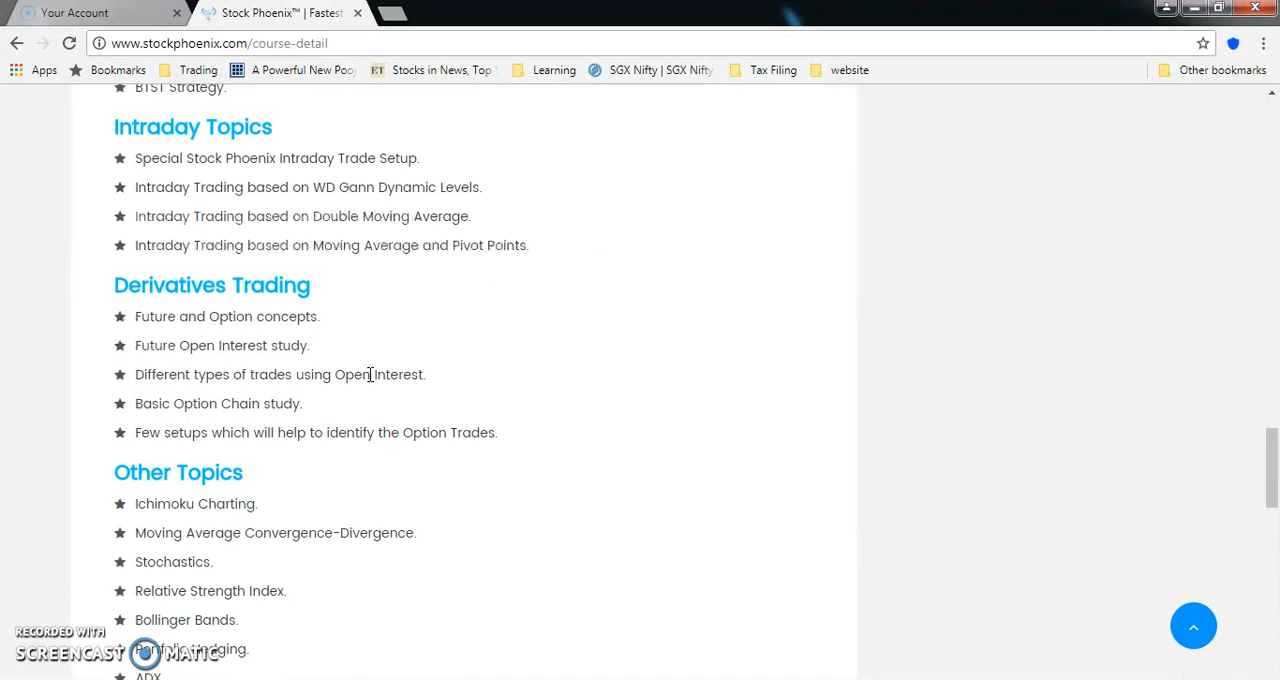 Your Account
Stock Phoenix™ | Fastest
www.stockphoenix.com/course-detail
Apps Bookmarks Trading A Powerful New Poo Stocks in News, Top Learning SGX Nifty | SGX Nifty Tax Filing website Other bookmarks
BTST Strategy.
Intraday Topics
Special Stock Phoenix Intraday Trade Setup.
Intraday Trading based on WD Gann Dynamic Levels.
Intraday Trading based on Double Moving Average.
Intraday Trading based on Moving Average and Pivot Points.
Derivatives Trading
Future and Option concepts.
Future Open Interest study.
Different types of trades using Open Interest.
Basic Option Chain study.
Few setups which will help to identify the Option Trades.
Other Topics
Ichimoku Charting.
Moving Average Convergence-Divergence.
Stochastics.
Relative Strength Index.
Bollinger Bands.
RECORDED WITH
Portfolio Hedging.
SCREENCAST MATIC
ADX